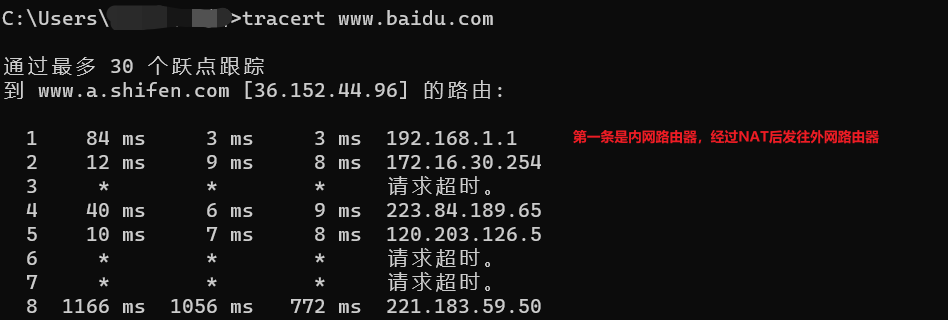 C:\Users\ >tracert www.baidu.com
通过最多 30 个跃点跟踪
到 www.a.shifen.com [36.152.44.96] 的路由:
1 84 ms 3 ms 3 ms 192.168.1.1 第一条是内网路由器，经过NAT后发往外网路由器
2 12 ms 9 ms 8 ms 172.16.30.254
3 * * * 请求超时。
4 40 ms 6 ms 9 ms 223.84.189.65
5 10 ms 7 ms 8 ms 120.203.126.5
6 * * * 请求超时。
7 * * * 请求超时。
8 1166 ms 1056 ms 772 ms 221.183.59.50